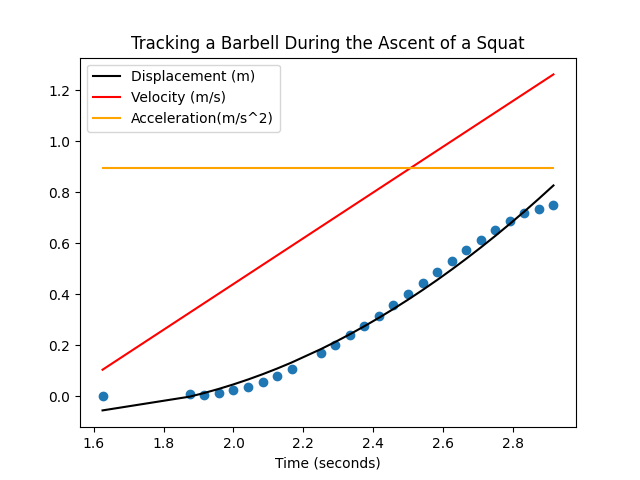 Tracking a Barbell During the Ascent of a Squat
Displacement (m)
Velocity (m/s)
Acceleration(m/s^2)
1.2
1.0
0.8
0.6
0.4
0.2
0.0
1.6 1.8 2.0 2.2 2.4 2.6 2.8
Time (seconds)